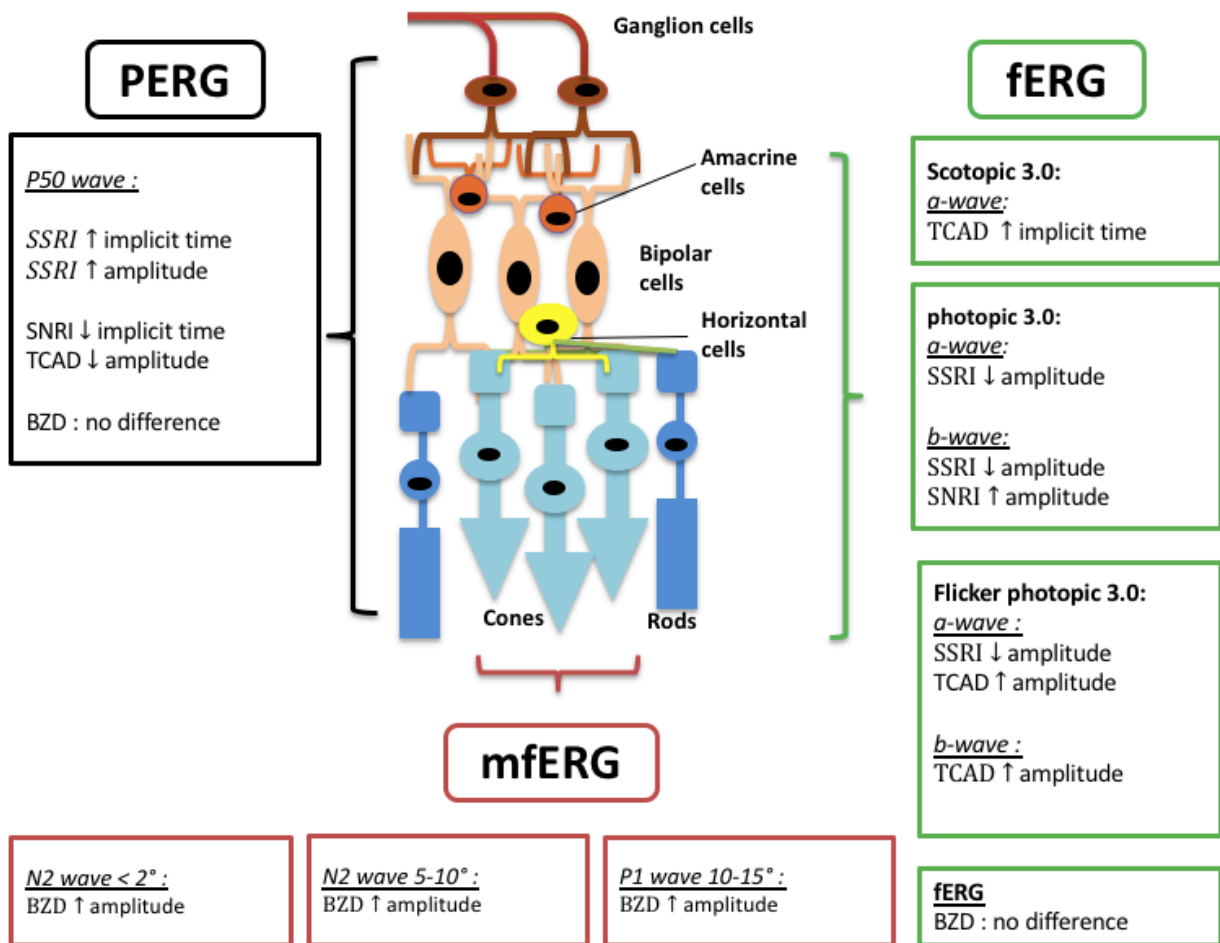 PERG
P50 wave :
SSRI ↑ implicit time
SSRI ↑ amplitude
SNRI ↓ implicit time
TCAD ↓ amplitude
BZD : no difference
Ganglion cells
Amacrine
cells
Bipolar
cells
Horizontal
cells
Cones
Rods
fERG
Scotopic 3.0:
a-wave:
TCAD ↑ implicit time
photopic 3.0:
a-wave:
SSRI ↓ amplitude
b-wave:
SSRI ↓ amplitude
SNRI ↑ amplitude
Flicker photopic 3.0:
a-wave :
SSRI ↓ amplitude
TCAD ↑ amplitude
b-wave :
TCAD ↑ amplitude
fERG
BZD : no difference
mfERG
N2 wave < 2° :
BZD ↑ amplitude
N2 wave 5-10° :
BZD ↑ amplitude
P1 wave 10-15° :
BZD ↑ amplitude